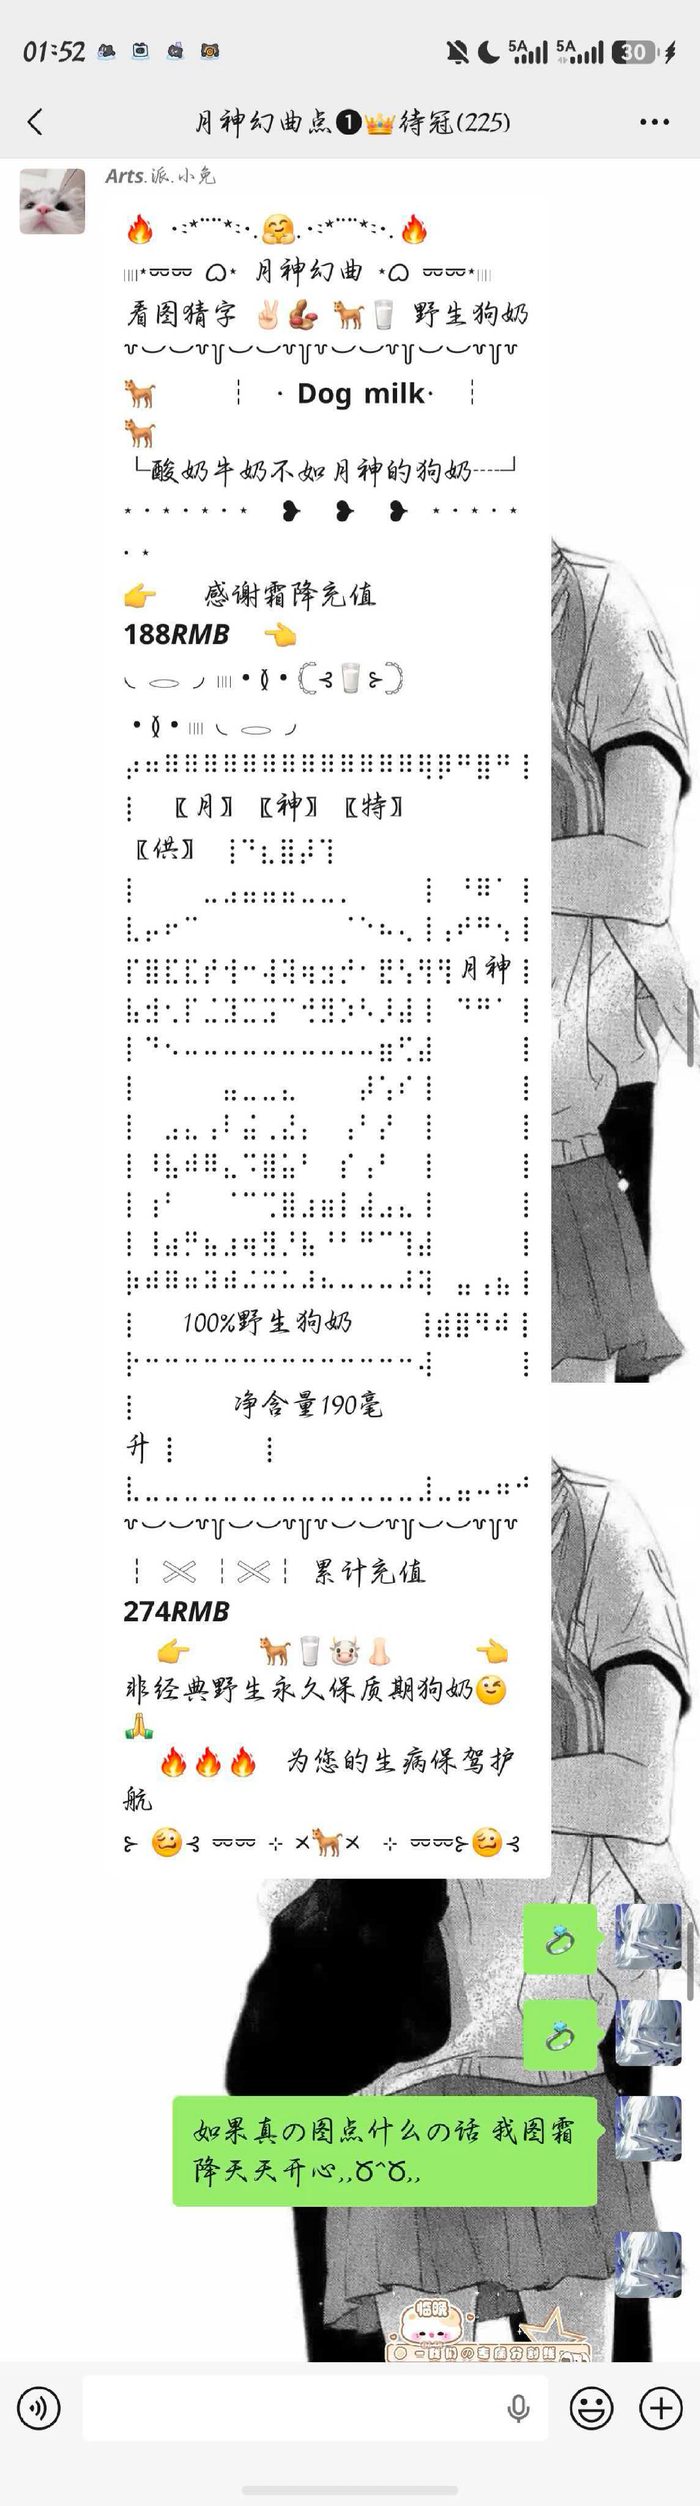 01:52
5A 5A 30
月神幻曲点❶👑待冠(225)
Arts.派.小兔
🔥 🤗 🔥
月神幻曲
看图猜字 ✌🏻🥜🐕🥛 野生狗奶
🐕 ┆ · Dog milk· ┆
🐕
└酸奶牛奶不如月神的狗奶┈┘
⋆ · ⋆ · ⋆ · ⋆ ❥ ❥ ❥ ⋆ · ⋆ · ⋆
· ⋆
👉 感谢霜降充值
188RMB 👈
〖月〗〖神〗〖特〗
〖供〗
月神
100%野生狗奶
净含量190毫
升
累计充值
274RMB
👉 🐕🥛🐮👃🏻 👈
非经典野生永久保质期狗奶😉
🙏
🔥🔥🔥 为您的生病保驾护
航
🥴 🐕 🥴
💍
💍
如果真の图点什么の话 我图霜
降天天开心,,Ծ^Ծ,,
临晚